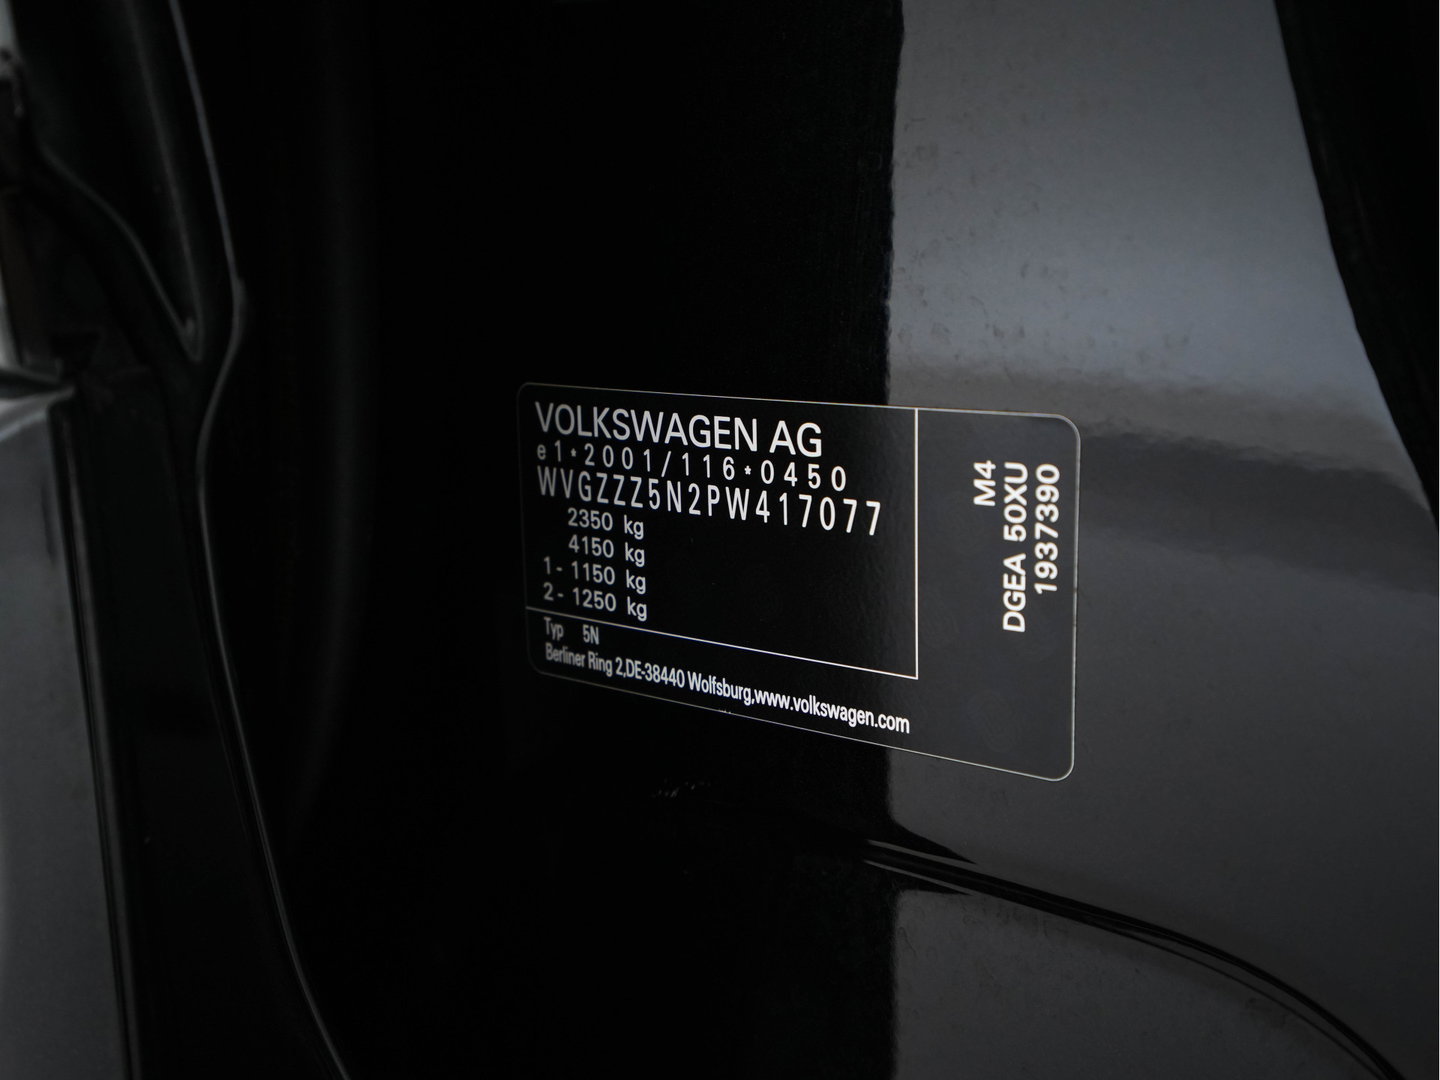 VOLKSWAGEN AG
e1*2001/116*0450
WVGZZZ5N2PW417077
2350 kg
4150 kg
1- 1150 kg
2- 1250 kg
Typ 5N
Berliner Ring 2,DE-38440 Wolfsburg,www.volkswagen.com
M4
DGEA 50XU
1937390